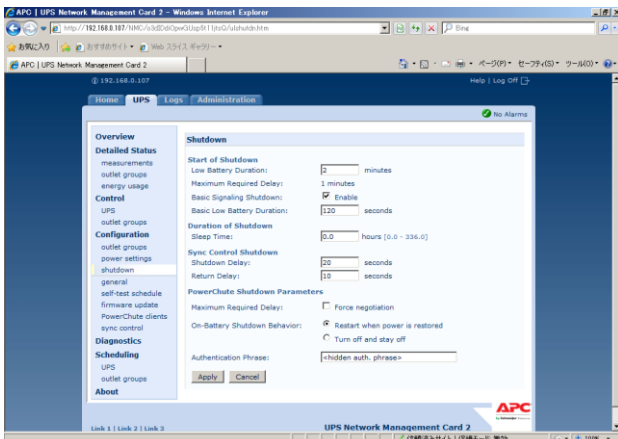 APC | UPS Network Management Card 2 - Windows Internet Explorer
http://192.168.0.107/NMC/
Bing
お気に入り おすすめサイト Web スライス ギャラリー
APC | UPS Network Management Card 2
ページ(P) セーフティ(S) ツール(O)
192.168.0.107
Help | Log Off
Home UPS Logs Administration
No Alarms
Overview
Detailed Status
measurements
outlet groups
energy usage
Control
UPS
outlet groups
Configuration
outlet groups
power settings
shutdown
general
self-test schedule
firmware update
PowerChute clients
sync control
Diagnostics
Scheduling
UPS
outlet groups
About
Shutdown
Start of Shutdown
Low Battery Duration: 2 minutes
Maximum Required Delay: 1 minutes
Basic Signaling Shutdown: Enable
Basic Low Battery Duration: 120 seconds
Duration of Shutdown
Sleep Time: 0.0 hours [0.0 - 336.0]
Sync Control Shutdown
Shutdown Delay: 20 seconds
Return Delay: 10 seconds
PowerChute Shutdown Parameters
Maximum Required Delay: Force negotiation
On-Battery Shutdown Behavior: Restart when power is restored
Turn off and stay off
Authentication Phrase: <hidden auth. phrase>
Apply Cancel
APC
Link 1 | Link 2 | Link 3
UPS Network Management Card 2